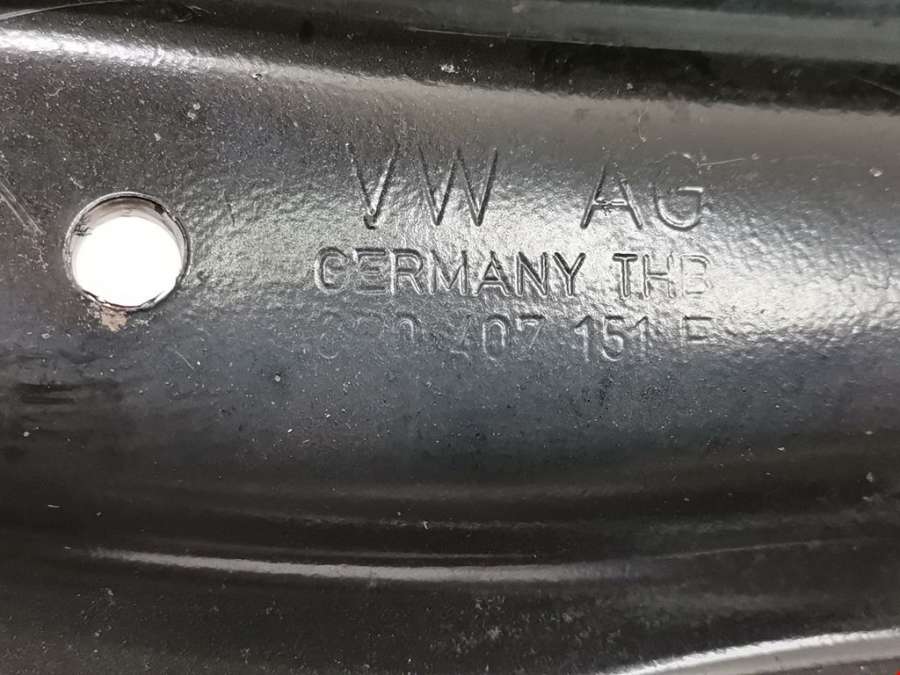 VW AG
GERMANY THB
407 151